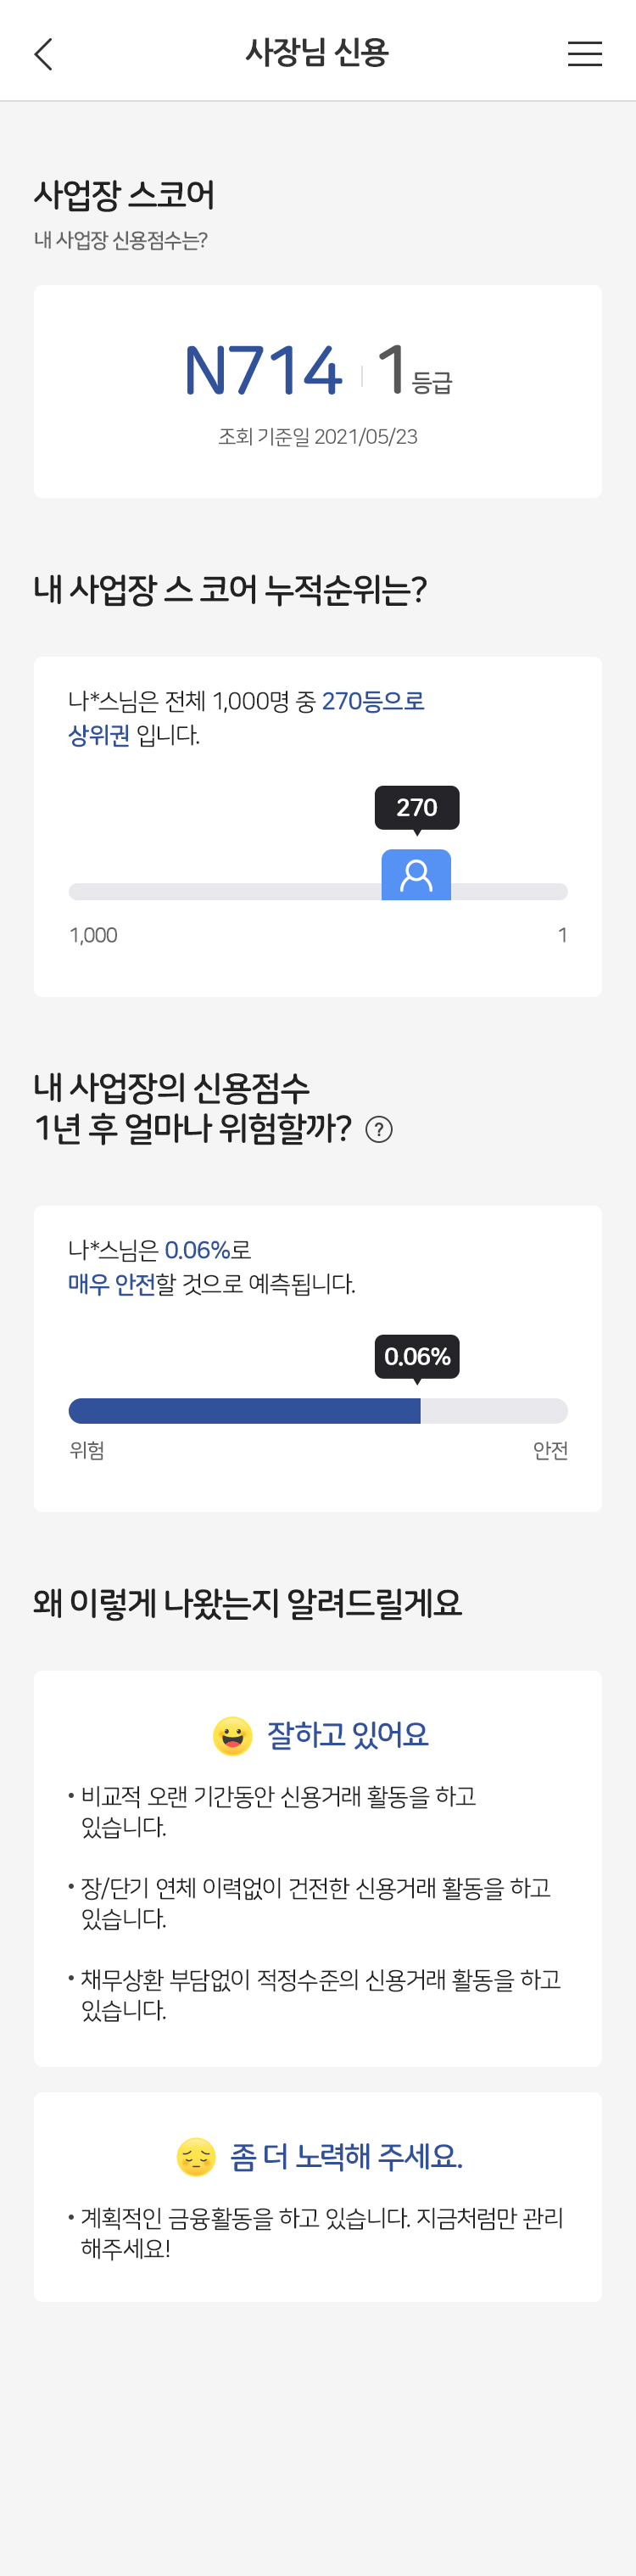 사장님 신용
사업장 스코어
내 사업장 신용점수는?
N714 1등급
조회 기준일 2021/05/23
내 사업장 스 코어 누적순위는?
나*스님은 전체 1,000명 중 270등으로
상위권 입니다.
270
1,000 1
내 사업장의 신용점수
1년 후 얼마나 위험할까? ?
나*스님은 0.06%로
매우 안전할 것으로 예측됩니다.
0.06%
위험 안전
왜 이렇게 나왔는지 알려드릴게요
잘하고 있어요
• 비교적 오랜 기간동안 신용거래 활동을 하고
있습니다.
• 장/단기 연체 이력없이 건전한 신용거래 활동을 하고
있습니다.
• 채무상환 부담없이 적정수준의 신용거래 활동을 하고
있습니다.
좀 더 노력해 주세요.
• 계획적인 금융활동을 하고 있습니다. 지금처럼만 관리
해주세요!